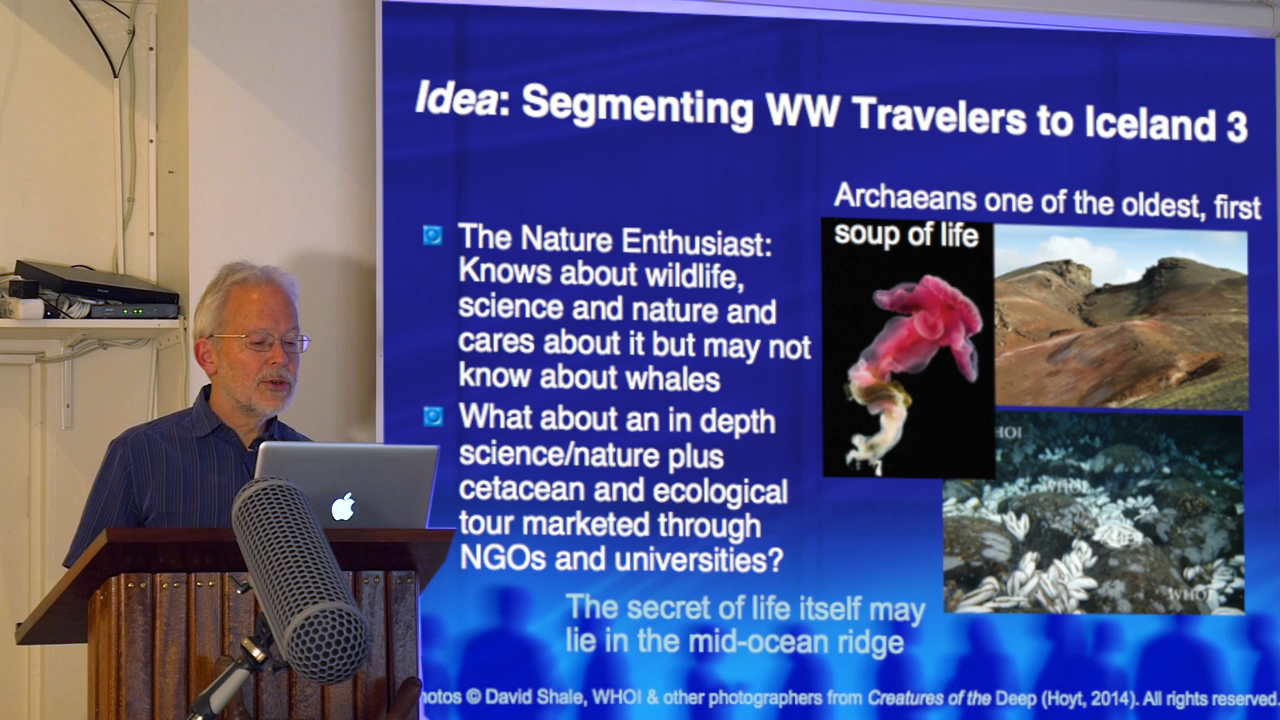 Idea: Segmenting WW Travelers to Iceland 3
Archaeans one of the oldest, first
soup of life
The Nature Enthusiast:
Knows about wildlife,
science and nature and
cares about it but may not
know about whales
What about an in depth
science/nature plus
cetacean and ecological
tour marketed through
NGOs and universities?
WHOI
WHOI
The secret of life itself may
lie in the mid-ocean ridge
© David Shale, WHOI & other photographers from Creatures of the Deep (Hoyt, 2014). All rights reserved.